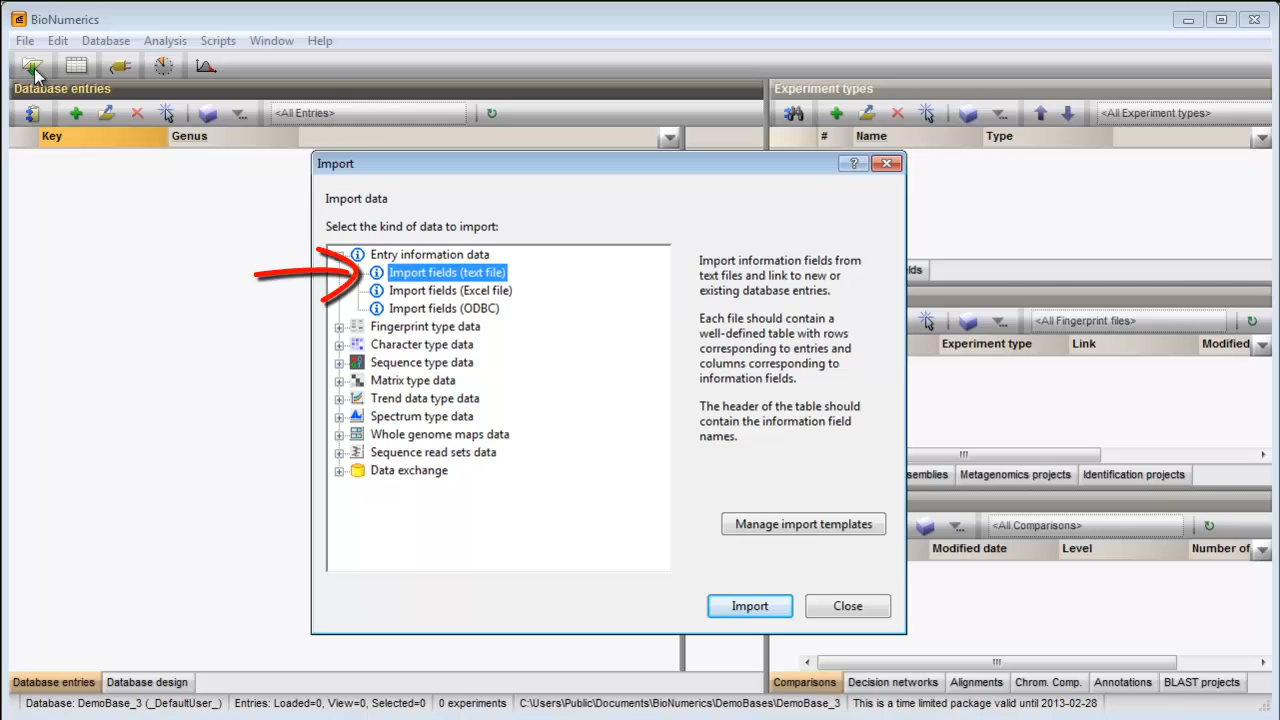 BioNumerics
File Edit Database Analysis Scripts Window Help
Database entries
<All Entries>
Key Genus
Experiment types
<All Experiment types>
# Name Type
Import
Import data
Select the kind of data to import:
Entry information data
Import fields (text file)
Import fields (Excel file)
Import fields (ODBC)
Fingerprint type data
Character type data
Sequence type data
Matrix type data
Trend data type data
Spectrum type data
Whole genome maps data
Sequence read sets data
Data exchange
Import information fields from
text files and link to new or
existing database entries.
Each file should contain a
well-defined table with rows
corresponding to entries and
columns corresponding to
information fields.
The header of the table should
contain the information field
names.
Manage import templates
Import Close
lds
<All Fingerprint files>
Experiment type Link Modified
semblies Metagenomics projects Identification projects
<All Comparisons>
Modified date Level Number of
Database entries Database design
Comparisons Decision networks Alignments Chrom. Comp. Annotations BLAST projects
Database: DemoBase_3 (_DefaultUser_) Entries: Loaded=0, View=0, Selected=0 0 experiments C:\Users\Public\Documents\BioNumerics\DemoBases\DemoBase_3 This is a time limited package valid until 2013-02-28